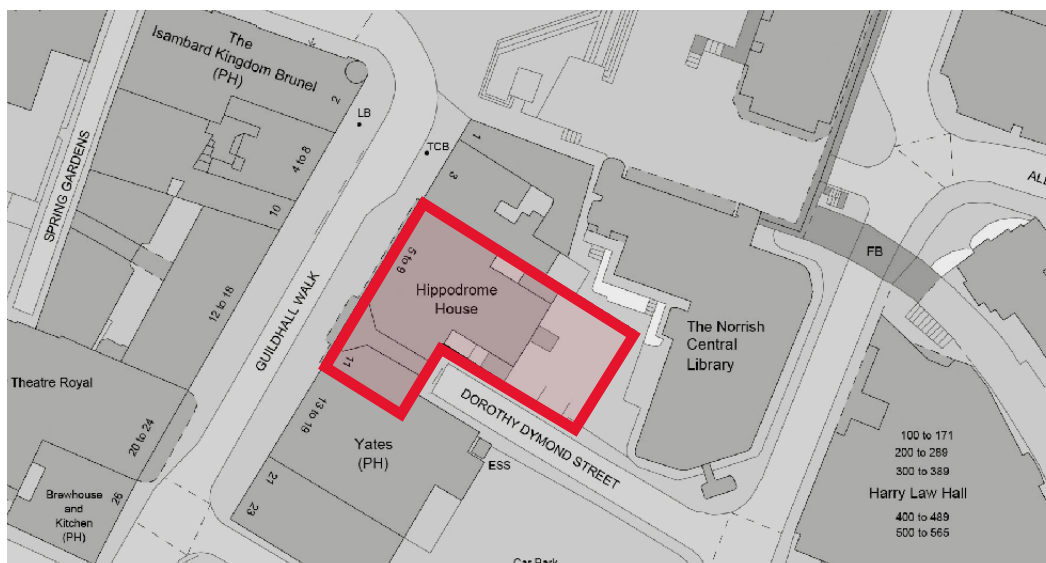 The
Isambard Kingdom Brunel
(PH)
2
LB
4 to 8
10
SPRING GARDENS
12 to 18
Theatre Royal
20 to 24
Brewhouse
and
Kitchen
(PH)
26
GUILDHALL WALK
TCB
1
3
5 to 9
Hippodrome
House
11
13 to 19
Yates
(PH)
21
23
ESS
DOROTHY DYMOND STREET
Car Park
The Norrish
Central
Library
FB
ALE
100 to 171
200 to 289
300 to 389
Harry Law Hall
400 to 489
500 to 565